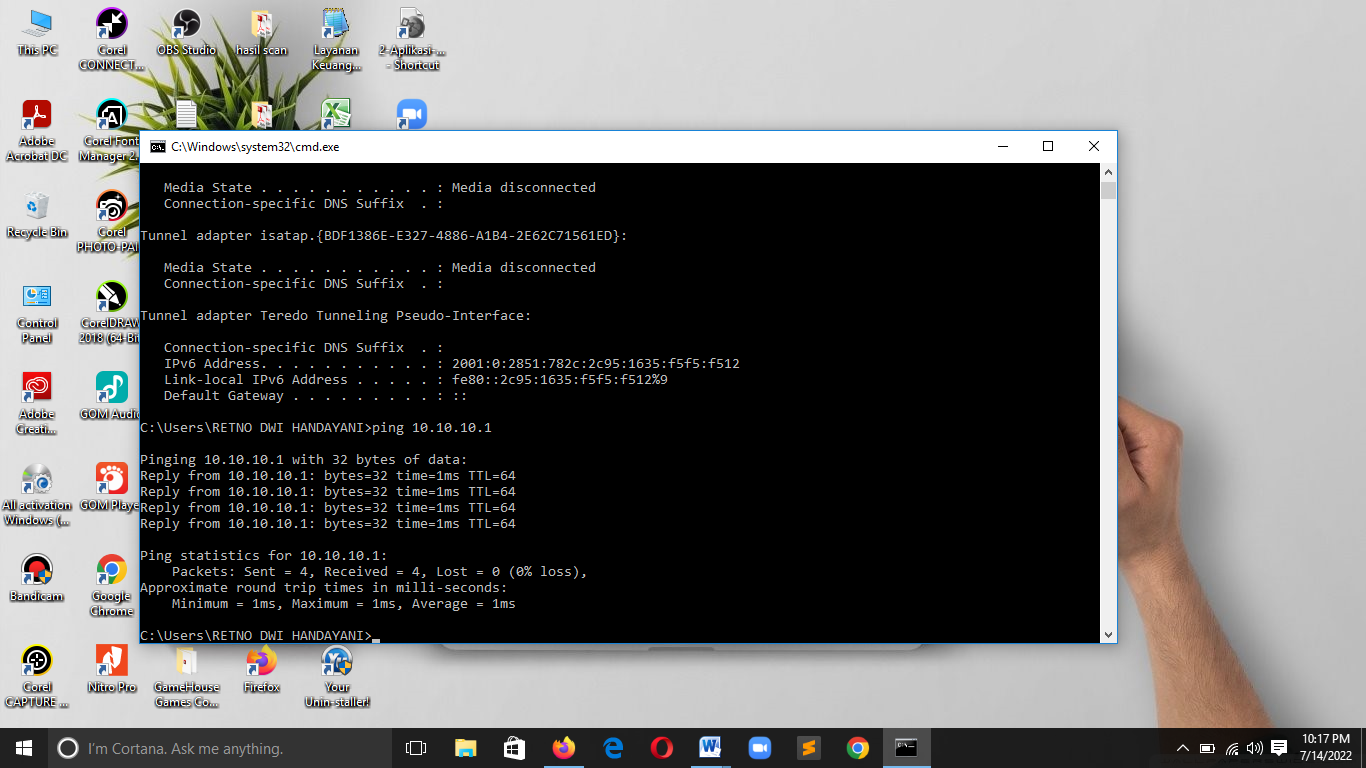 This PC
Corel
CONNECT...
OBS Studio
hasil scan
Layanan
Keuang...
2-Aplikasi-...
- Shortcut
Adobe
Acrobat DC
Corel Font
Manager 2...
Recycle Bin
Corel
PHOTO-PAI
Control
Panel
CorelDRAW
2018 (64-Bit
Adobe
Creati...
GOM Audio
All activation
Windows (...
GOM Playe
Bandicam
Google
Chrome
Corel
CAPTURE ...
Nitro Pro
GameHouse
Games Co...
Firefox
Your
Unin-staller!
C:\Windows\system32\cmd.exe
   Media State . . . . . . . . . . . : Media disconnected
   Connection-specific DNS Suffix  . :
Tunnel adapter isatap.{BDF1386E-E327-4886-A1B4-2E62C71561ED}:
   Media State . . . . . . . . . . . : Media disconnected
   Connection-specific DNS Suffix  . :
Tunnel adapter Teredo Tunneling Pseudo-Interface:
   Connection-specific DNS Suffix  . :
   IPv6 Address. . . . . . . . . . . : 2001:0:2851:782c:2c95:1635:f5f5:f512
   Link-local IPv6 Address . . . . . : fe80::2c95:1635:f5f5:f512%9
   Default Gateway . . . . . . . . . : ::
C:\Users\RETNO DWI HANDAYANI>ping 10.10.10.1
Pinging 10.10.10.1 with 32 bytes of data:
Reply from 10.10.10.1: bytes=32 time=1ms TTL=64
Reply from 10.10.10.1: bytes=32 time=1ms TTL=64
Reply from 10.10.10.1: bytes=32 time=1ms TTL=64
Reply from 10.10.10.1: bytes=32 time=1ms TTL=64
Ping statistics for 10.10.10.1:
    Packets: Sent = 4, Received = 4, Lost = 0 (0% loss),
Approximate round trip times in milli-seconds:
    Minimum = 1ms, Maximum = 1ms, Average = 1ms
C:\Users\RETNO DWI HANDAYANI>_
I'm Cortana. Ask me anything.
10:17 PM
7/14/2022